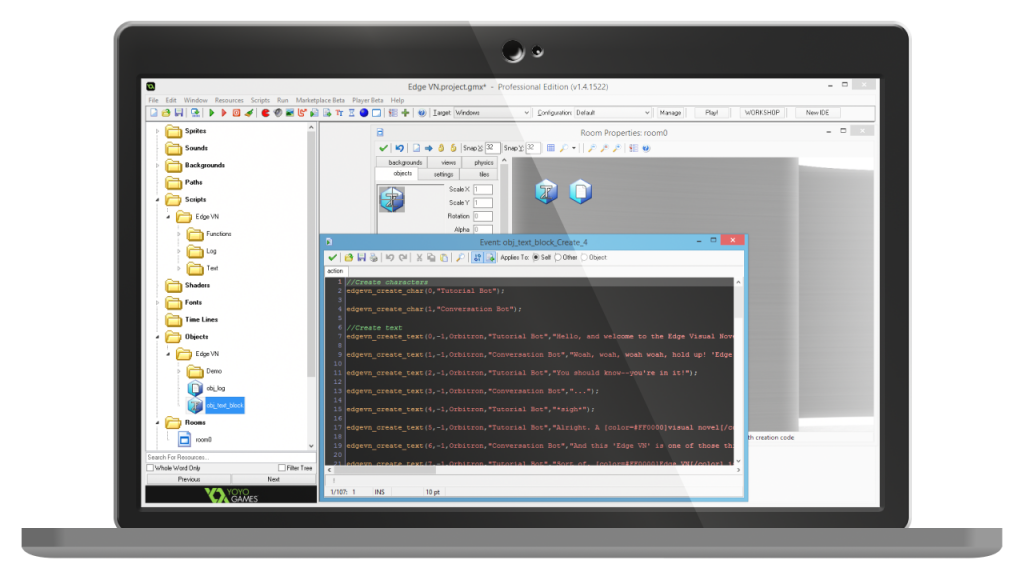 Edge VN.project.gmx* - Professional Edition (v1.4.1522)
File Edit Window Resources Scripts Run Marketplace Beta Player Beta Help
Target: Windows Configuration: Default Manage Play! WORKSHOP New IDE
Sprites
Sounds
Backgrounds
Paths
Scripts
Edge VN
Functions
Log
Text
Shaders
Fonts
Time Lines
Objects
Edge VN
Demo
obj_log
obj_text_block
Rooms
room0
Search For Resources...
Whole Word Only Filter Tree
Previous Next
YOYO
GAMES
Room Properties: room0
Snap X: 32 Snap Y: 32
backgrounds views physics
objects settings tiles
Scale X 1
Scale Y 1
Rotation 0
Alpha
th creation code
Event: obj_text_block_Create_4
Applies To: Self Other Object
action
1 //Create characters
2 edgevn_create_char(0,"Tutorial Bot");
3
4 edgevn_create_char(1,"Conversation Bot");
5
6 //Create text
7 edgevn_create_text(0,-1,Orbitron,"Tutorial Bot","Hello, and welcome to the Edge Visual Nov
8
9 edgevn_create_text(1,-1,Orbitron,"Conversation Bot","Woah, woah, woah woah, hold up! 'Edge
10
11 edgevn_create_text(2,-1,Orbitron,"Tutorial Bot","You should know--you're in it!");
12
13 edgevn_create_text(3,-1,Orbitron,"Conversation Bot","...");
14
15 edgevn_create_text(4,-1,Orbitron,"Tutorial Bot","*sigh*");
16
17 edgevn_create_text(5,-1,Orbitron,"Tutorial Bot","Alright. A [color=#FF0000]visual novel[/co
18
19 edgevn_create_text(6,-1,Orbitron,"Conversation Bot","And this 'Edge VN' is one of those th
20
21 edgevn_create_text(7,-1,Orbitron,"Tutorial Bot","Sort of. [color=#FF0000]Edge VN[/color]
1/107: 1 INS 10 pt